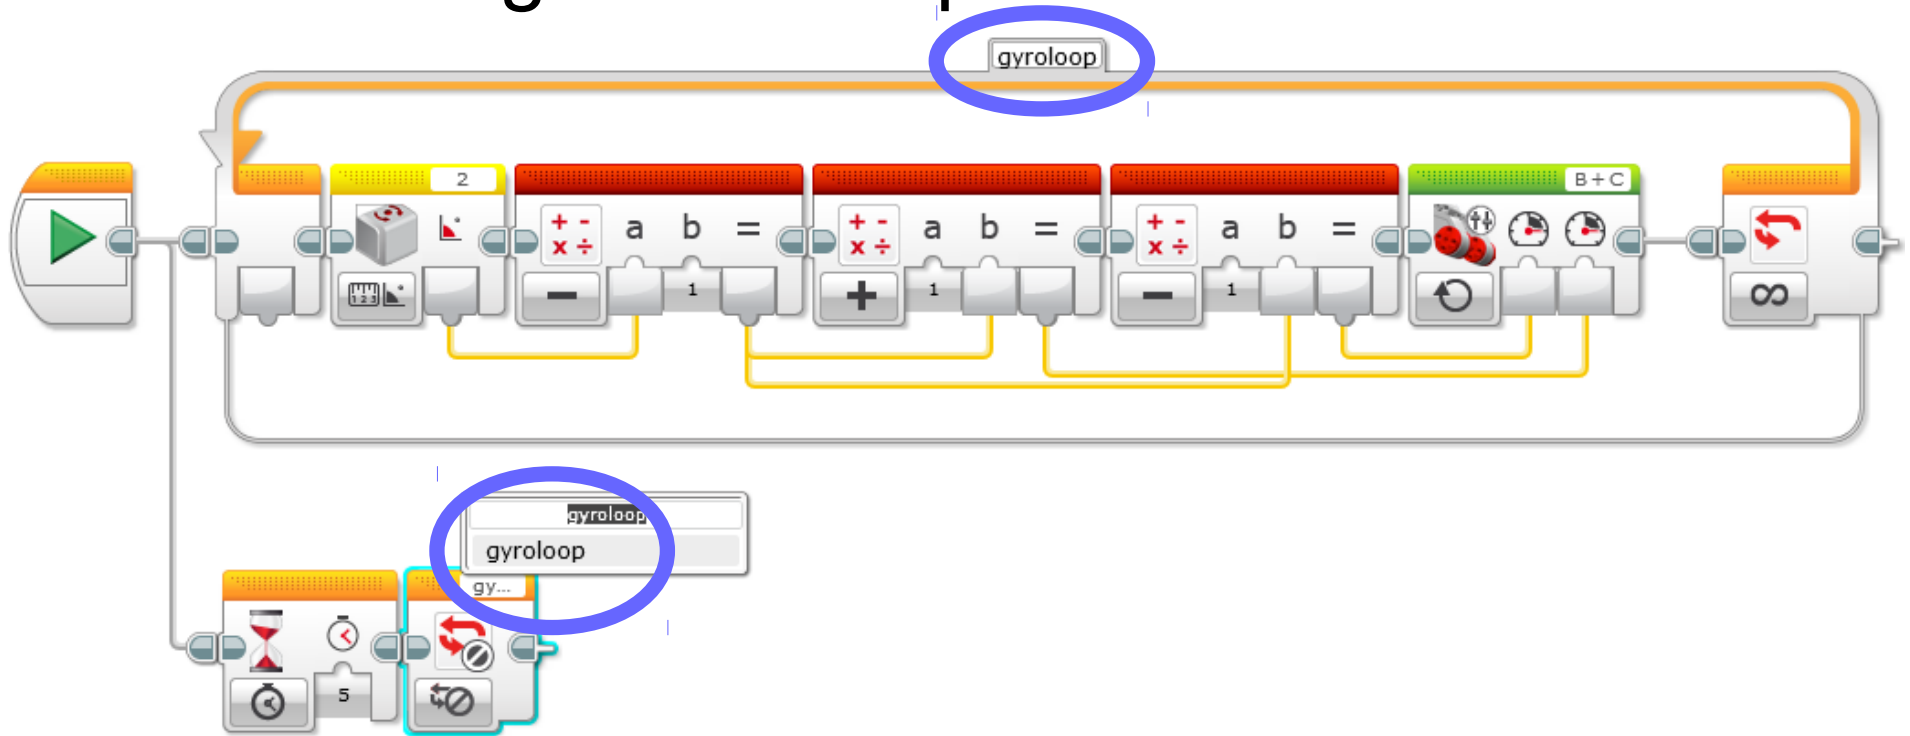 gyroloop
2
B+C
a b =
a b =
a b =
1
1
1
gyroloop
gyroloop
gy...
5